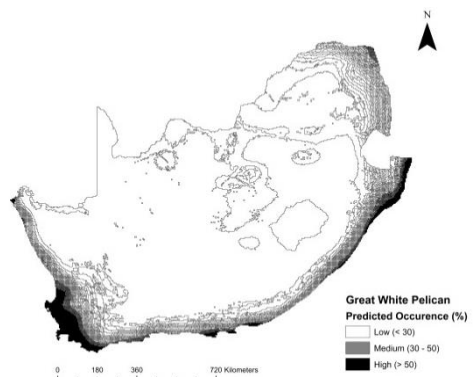 N
Great White Pelican
Predicted Occurence (%)
Low (< 30)
Medium (30 - 50)
High (> 50)
0 180 360 720 Kilometers